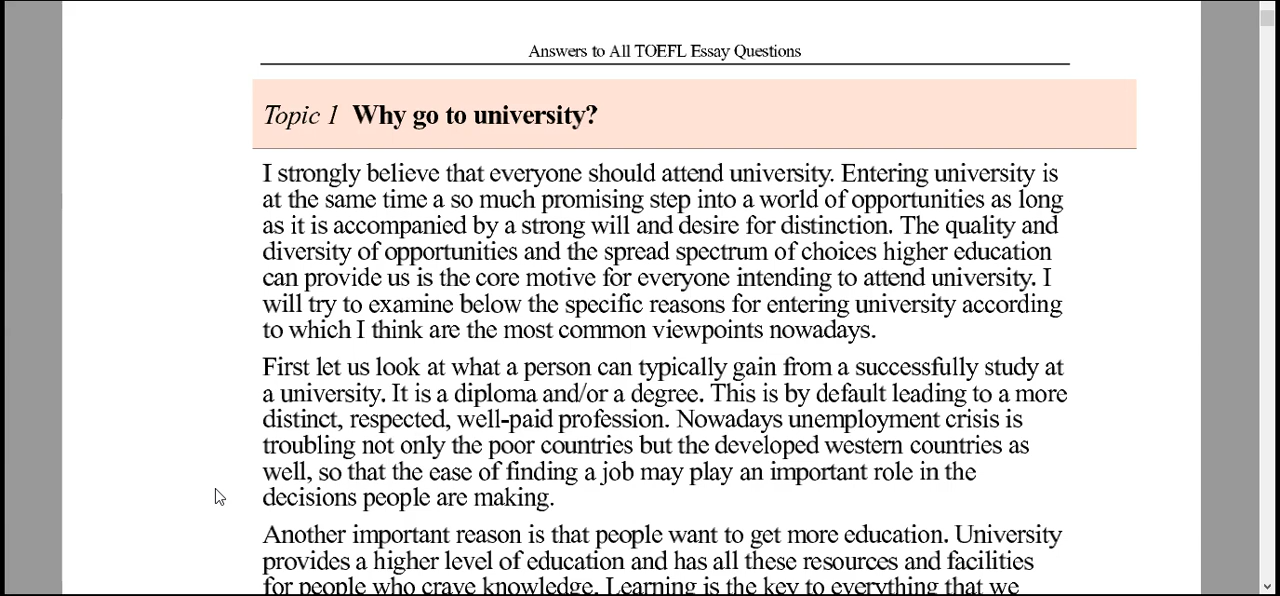 Answers to All TOEFL Essay Questions
Topic 1 Why go to university?
I strongly believe that everyone should attend university. Entering university is
at the same time a so much promising step into a world of opportunities as long
as it is accompanied by a strong will and desire for distinction. The quality and
diversity of opportunities and the spread spectrum of choices higher education
can provide us is the core motive for everyone intending to attend university. I
will try to examine below the specific reasons for entering university according
to which I think are the most common viewpoints nowadays.
First let us look at what a person can typically gain from a successfully study at
a university. It is a diploma and/or a degree. This is by default leading to a more
distinct, respected, well-paid profession. Nowadays unemployment crisis is
troubling not only the poor countries but the developed western countries as
well, so that the ease of finding a job may play an important role in the
decisions people are making.
Another important reason is that people want to get more education. University
provides a higher level of education and has all these resources and facilities
for people who crave knowledge. Learning is the key to everything that we